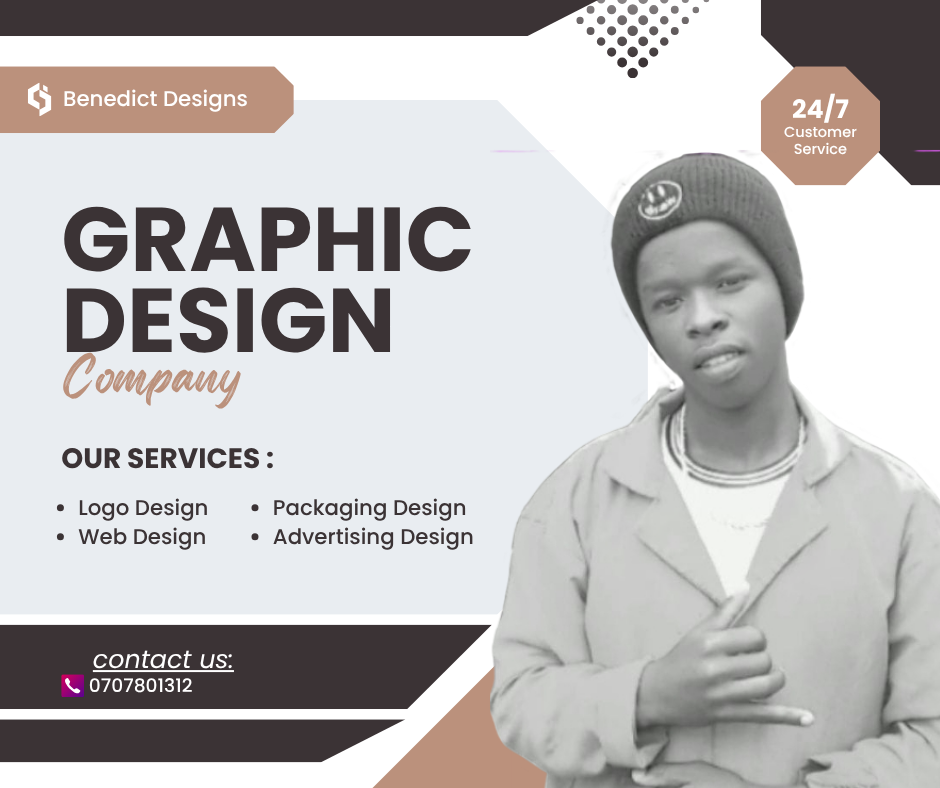 Benedict Designs
24/7
Customer
Service
GRAPHIC
DESIGN
Company
OUR SERVICES :
• Logo Design
• Web Design
• Packaging Design
• Advertising Design
contact us:
0707801312